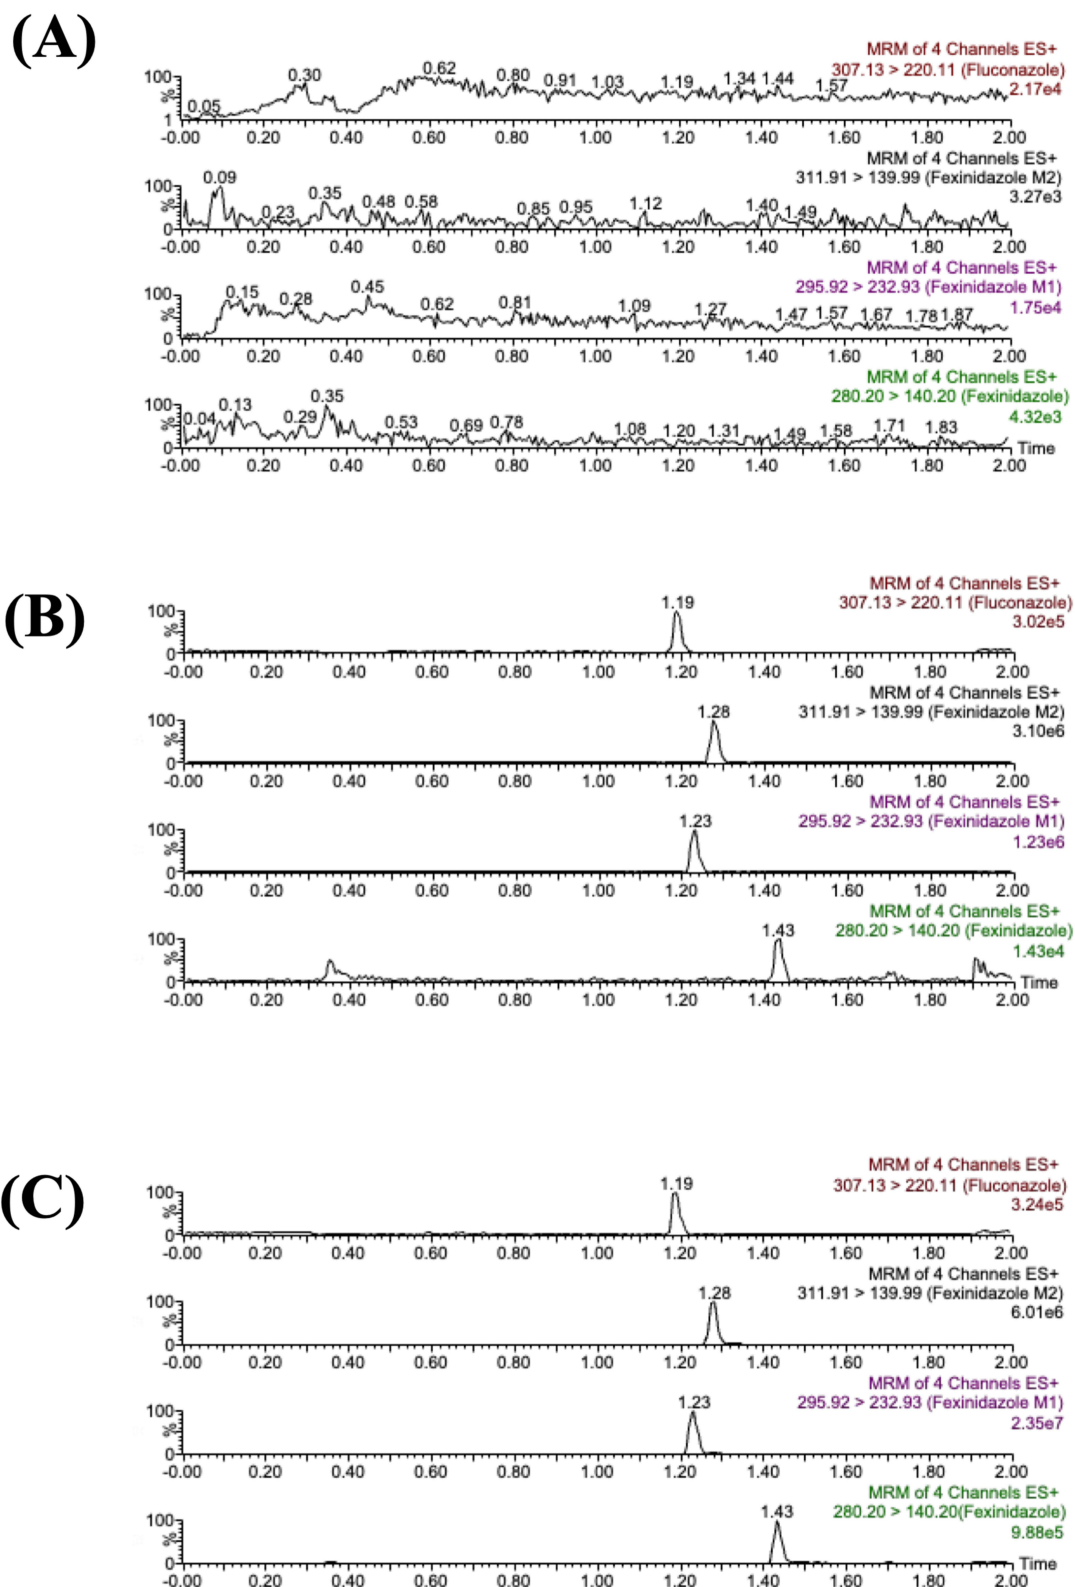 (A)
MRM of 4 Channels ES+
307.13 > 220.11 (Fluconazole)
2.17e4
100
%
1
0.05 0.30 0.62 0.80 0.91 1.03 1.19 1.34 1.44 1.57
-0.00 0.20 0.40 0.60 0.80 1.00 1.20 1.40 1.60 1.80 2.00
MRM of 4 Channels ES+
311.91 > 139.99 (Fexinidazole M2)
3.27e3
100
%
0
0.09 0.23 0.35 0.48 0.58 0.85 0.95 1.12 1.40 1.49
-0.00 0.20 0.40 0.60 0.80 1.00 1.20 1.40 1.60 1.80 2.00
MRM of 4 Channels ES+
295.92 > 232.93 (Fexinidazole M1)
1.75e4
100
%
0
0.15 0.28 0.45 0.62 0.81 1.09 1.27 1.47 1.57 1.67 1.78 1.87
-0.00 0.20 0.40 0.60 0.80 1.00 1.20 1.40 1.60 1.80 2.00
MRM of 4 Channels ES+
280.20 > 140.20 (Fexinidazole)
4.32e3
100
%
0
0.04 0.13 0.29 0.35 0.53 0.69 0.78 1.08 1.20 1.31 1.49 1.58 1.71 1.83
Time
-0.00 0.20 0.40 0.60 0.80 1.00 1.20 1.40 1.60 1.80 2.00
(B)
MRM of 4 Channels ES+
307.13 > 220.11 (Fluconazole)
3.02e5
100
%
0
1.19
-0.00 0.20 0.40 0.60 0.80 1.00 1.20 1.40 1.60 1.80 2.00
MRM of 4 Channels ES+
311.91 > 139.99 (Fexinidazole M2)
3.10e6
100
%
0
1.28
-0.00 0.20 0.40 0.60 0.80 1.00 1.20 1.40 1.60 1.80 2.00
MRM of 4 Channels ES+
295.92 > 232.93 (Fexinidazole M1)
1.23e6
100
%
0
1.23
-0.00 0.20 0.40 0.60 0.80 1.00 1.20 1.40 1.60 1.80 2.00
MRM of 4 Channels ES+
280.20 > 140.20 (Fexinidazole)
1.43e4
100
%
0
1.43
Time
-0.00 0.20 0.40 0.60 0.80 1.00 1.20 1.40 1.60 1.80 2.00
(C)
MRM of 4 Channels ES+
307.13 > 220.11 (Fluconazole)
3.24e5
100
%
0
1.19
-0.00 0.20 0.40 0.60 0.80 1.00 1.20 1.40 1.60 1.80 2.00
MRM of 4 Channels ES+
311.91 > 139.99 (Fexinidazole M2)
6.01e6
100
%
0
1.28
-0.00 0.20 0.40 0.60 0.80 1.00 1.20 1.40 1.60 1.80 2.00
MRM of 4 Channels ES+
295.92 > 232.93 (Fexinidazole M1)
2.35e7
100
%
0
1.23
-0.00 0.20 0.40 0.60 0.80 1.00 1.20 1.40 1.60 1.80 2.00
MRM of 4 Channels ES+
280.20 > 140.20(Fexinidazole)
9.88e5
100
%
0
1.43
Time
-0.00 0.20 0.40 0.60 0.80 1.00 1.20 1.40 1.60 1.80 2.00